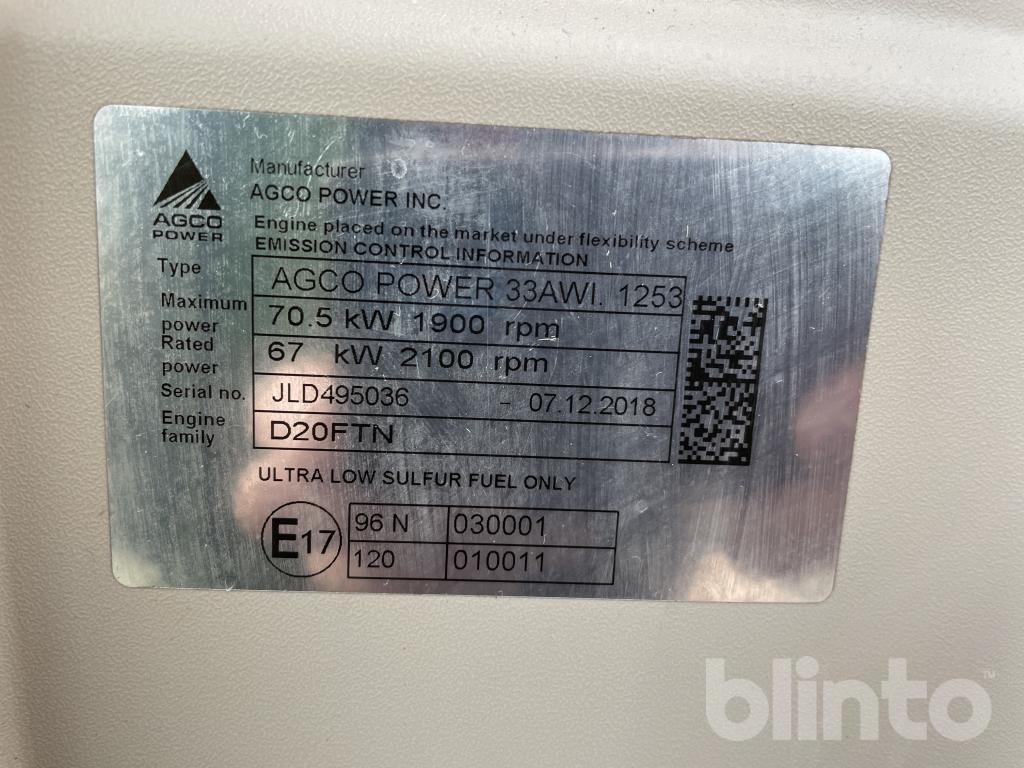 AGCO
POWER
Manufacturer
AGCO POWER INC.
Engine placed on the market under flexibility scheme
EMISSION CONTROL INFORMATION
Type AGCO POWER 33AWI. 1253
Maximum power 70.5 kW 1900 rpm
Rated power 67 kW 2100 rpm
Serial no. JLD495036 - 07.12.2018
Engine family D20FTN
ULTRA LOW SULFUR FUEL ONLY
E17
96 N 030001
120 010011
blinto™